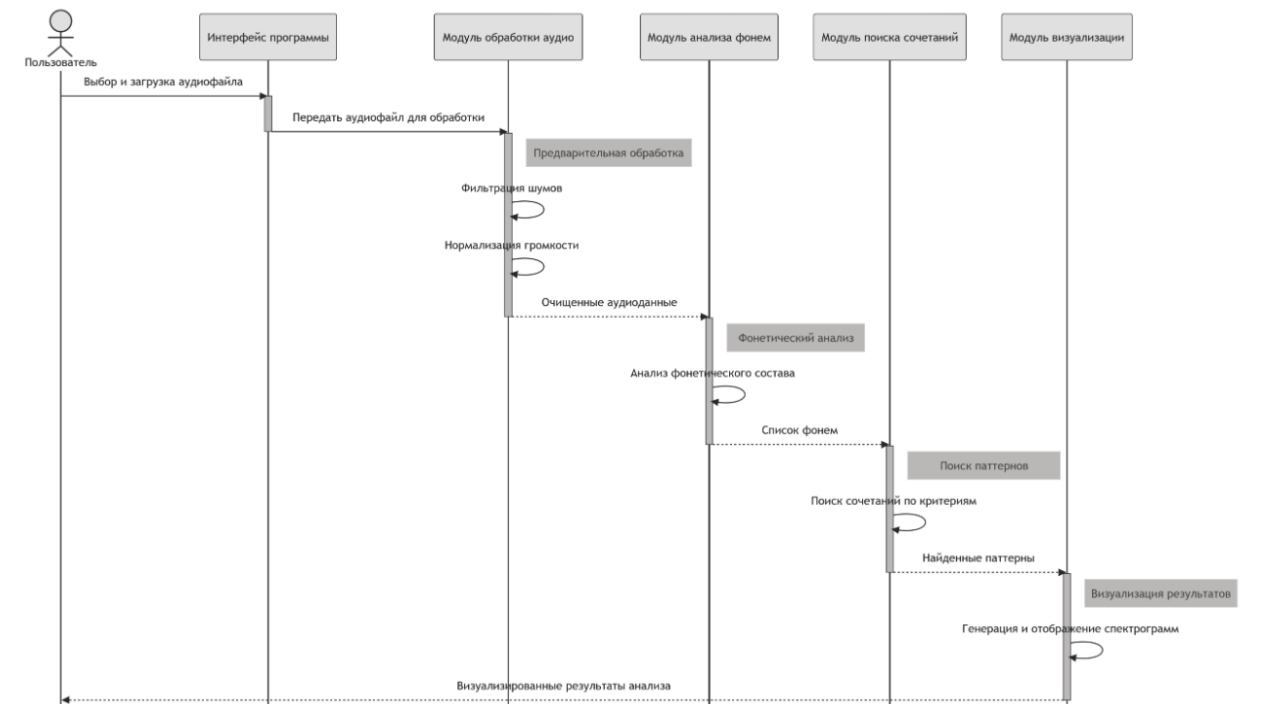 Пользователь
Интерфейс программы
Модуль обработки аудио
Модуль анализа фонем
Модуль поиска сочетаний
Модуль визуализации
Выбор и загрузка аудиофайла
Передать аудиофайл для обработки
Предварительная обработка
Фильтрация шумов
Нормализация громкости
Очищенные аудиоданные
Фонетический анализ
Анализ фонетического состава
Список фонем
Поиск паттернов
Поиск сочетаний по критериям
Найденные паттерны
Визуализация результатов
Генерация и отображение спектрограмм
Визуализированные результаты анализа